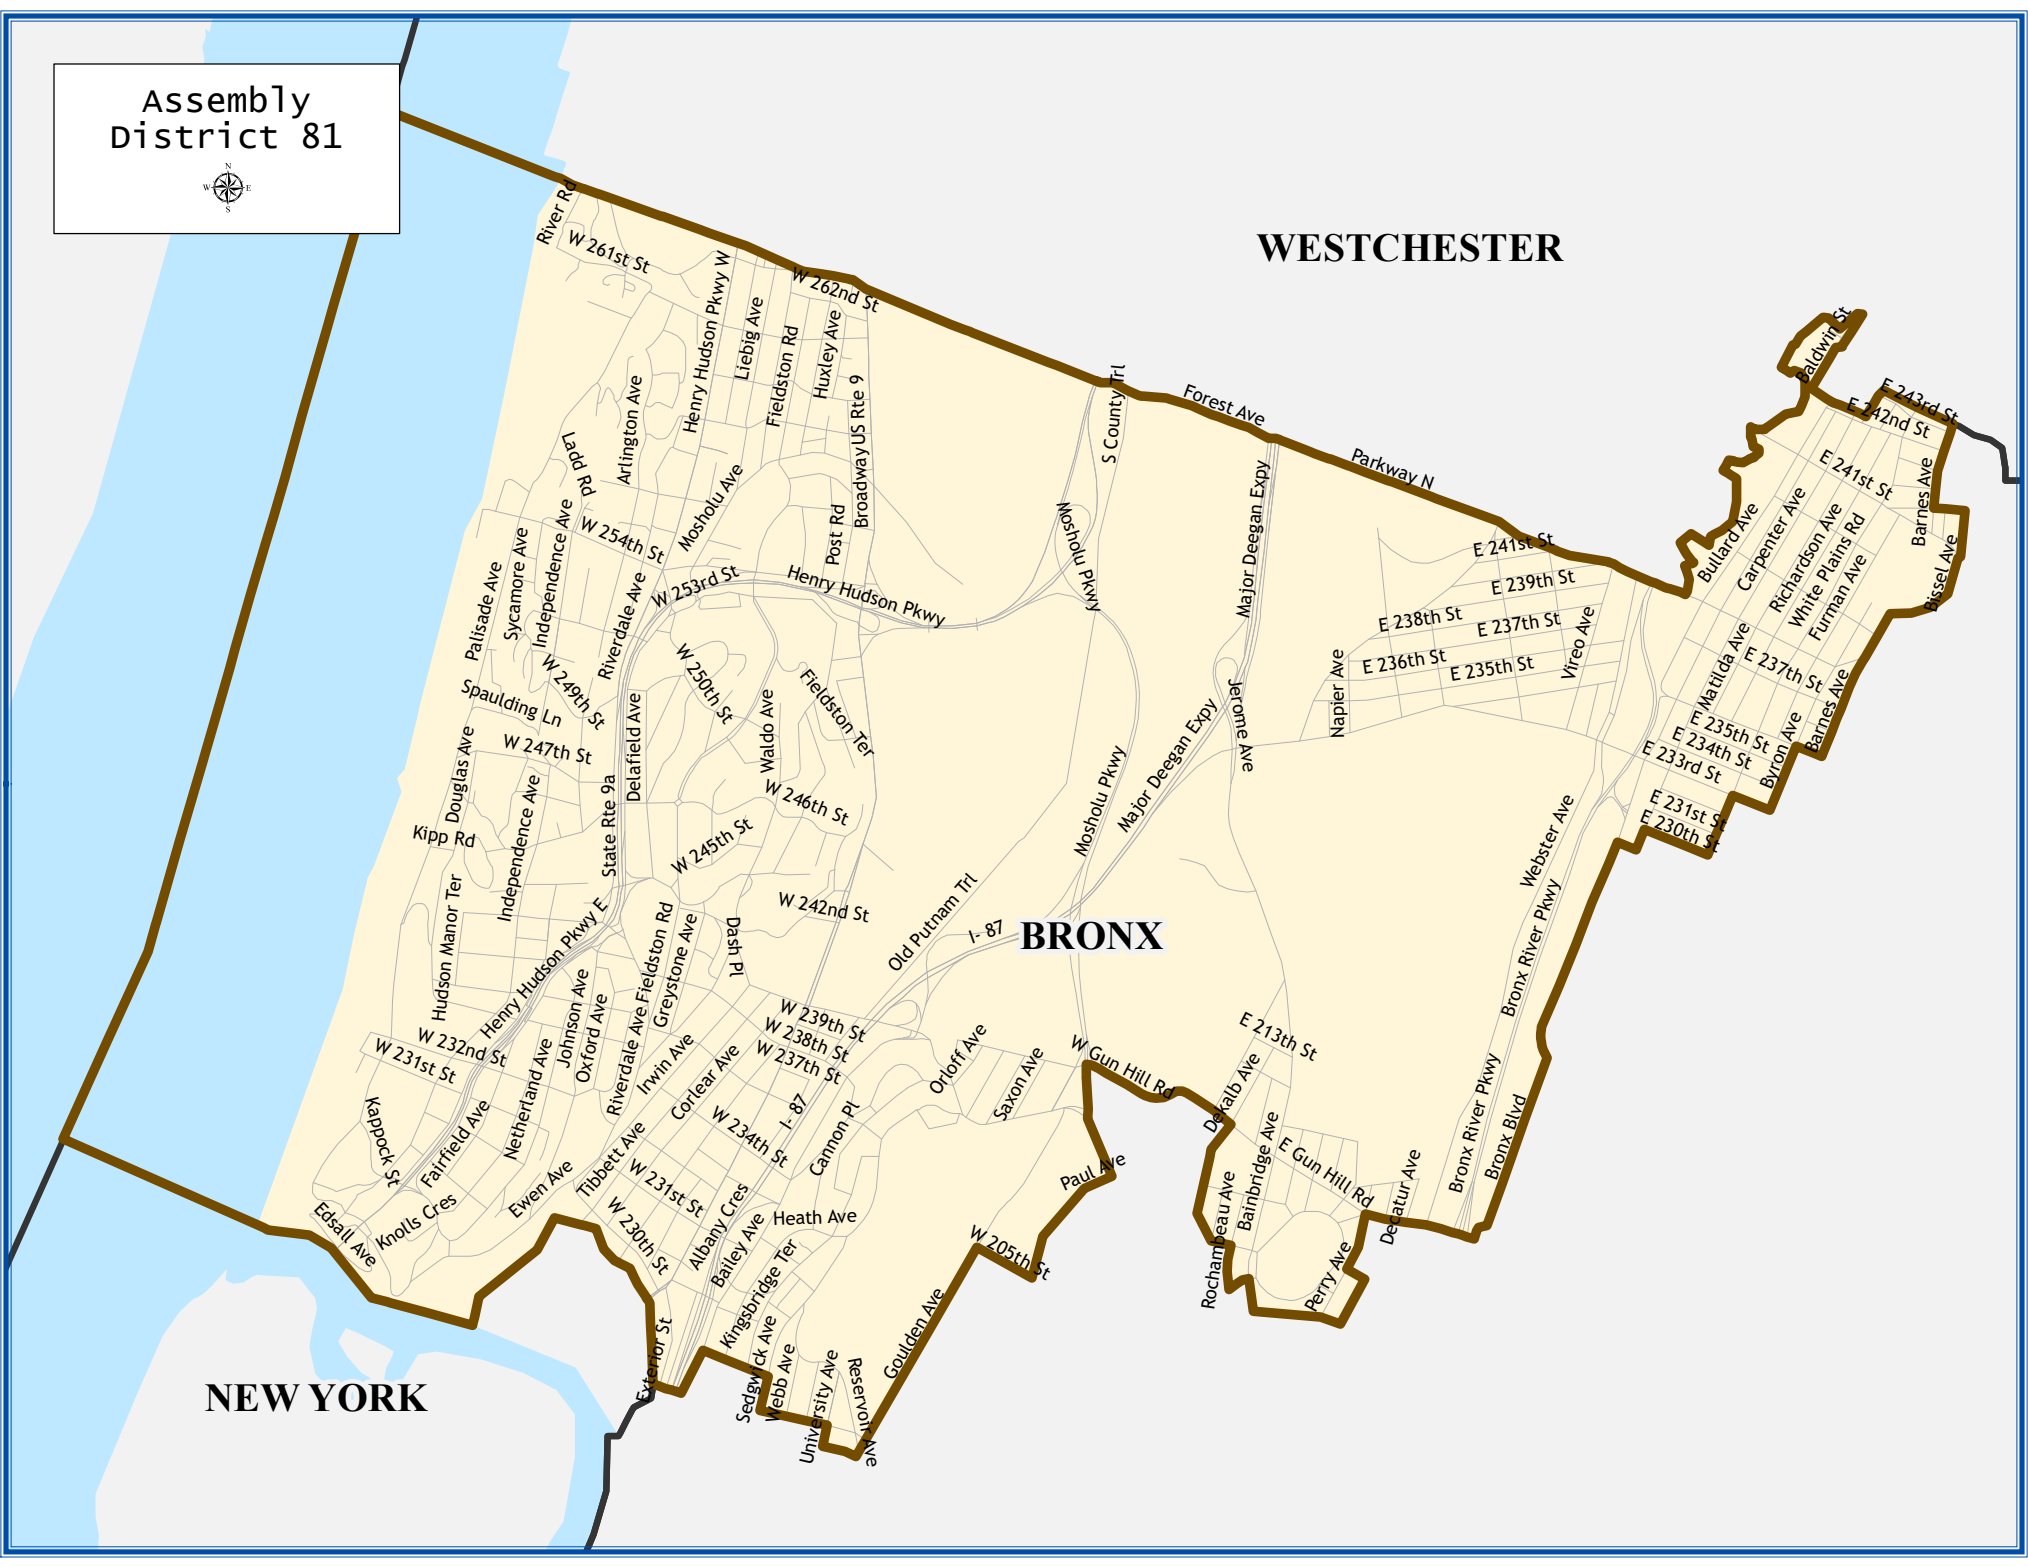 Assembly
District 81
N
W E
S
WESTCHESTER
BRONX
NEW YORK
River Rd
W 261st St
W 262nd St
Henry Hudson Pkwy W
Liebig Ave
Fieldston Rd
Huxley Ave
US Rte 9
Broadway
Post Rd
Arlington Ave
Ladd Rd
Mosholu Ave
W 254th St
W 253rd St
Henry Hudson Pkwy
Palisade Ave
Sycamore Ave
Independence Ave
Riverdale Ave
W 249th St
W 250th St
Spaulding Ln
W 247th St
Delafield Ave
Waldo Ave
Fieldston Ter
Douglas Ave
Independence Ave
State Rte 9a
W 246th St
W 245th St
Kipp Rd
Hudson Manor Ter
Henry Hudson Pkwy E
W 242nd St
Dash Pl
Fieldston Rd
Greystone Ave
Johnson Ave
Oxford Ave
Riverdale Ave
W 232nd St
W 231st St
Netherland Ave
Irwin Ave
Corlear Ave
W 239th St
W 238th St
W 237th St
I- 87
W 234th St
Cannon Pl
Kappock St
Fairfield Ave
Edsall Ave
Knolls Cres
Ewen Ave
Tibbett Ave
W 231st St
W 230th St
Albany Cres
Bailey Ave
Heath Ave
Kingsbridge Ter
Exterior St
Sedgwick Ave
Webb Ave
University Ave
Reservoir Ave
Goulden Ave
W 205th St
Paul Ave
Orloff Ave
Saxon Ave
W Gun Hill Rd
Old Putnam Trl
I- 87
Mosholu Pkwy
Major Deegan Expy
Mosholu Pkwy
S County Trl
Forest Ave
Parkway N
Major Deegan Expy
Jerome Ave
Napier Ave
E 241st St
E 239th St
E 238th St
E 237th St
E 236th St
E 235th St
Vireo Ave
Webster Ave
Bronx River Pkwy
Bronx River Pkwy
Bronx Blvd
E 213th St
Dekalb Ave
Bainbridge Ave
Rochambeau Ave
E Gun Hill Rd
Decatur Ave
Perry Ave
Baldwin St
E 243rd St
E 242nd St
E 241st St
Barnes Ave
Bissel Ave
Bullard Ave
Carpenter Ave
Richardson Ave
White Plains Rd
Furman Ave
Matilda Ave
E 237th St
Barnes Ave
Byron Ave
E 235th St
E 234th St
E 233rd St
E 231st St
E 230th St